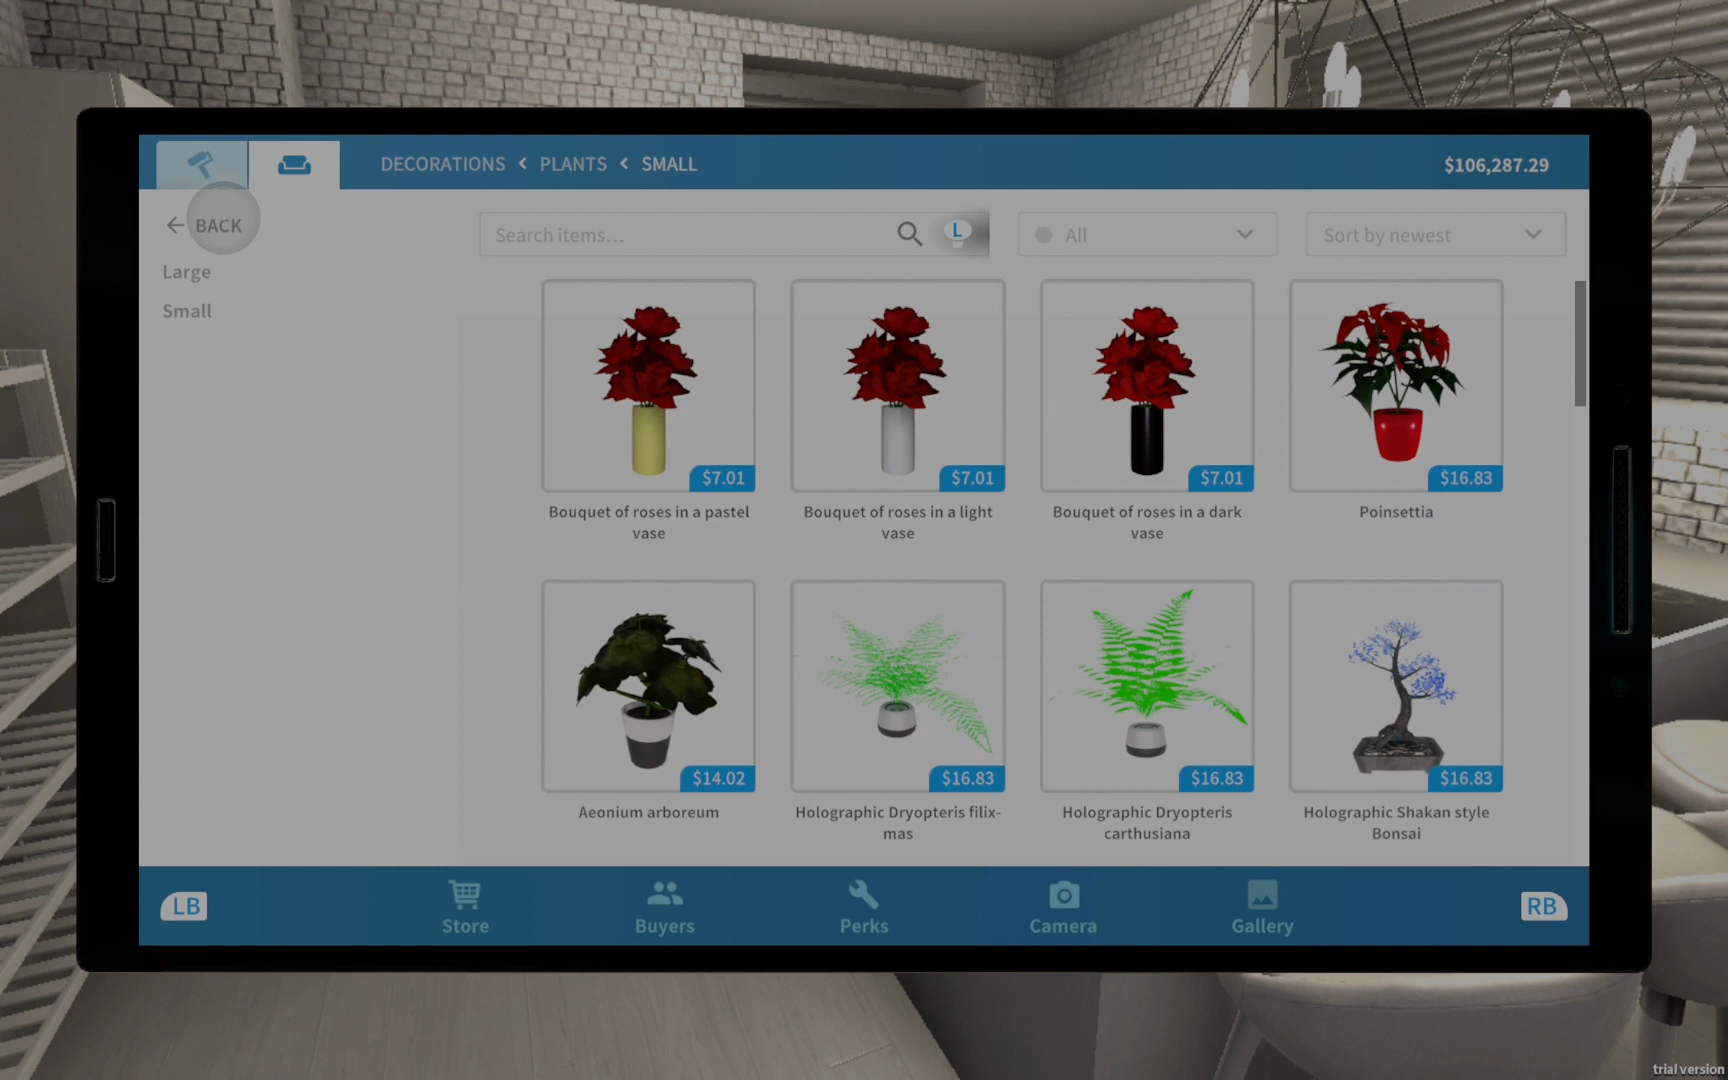 DECORATIONS < PLANTS < SMALL
$106,287.29
BACK
Large
Small
Search items...
L
All
Sort by newest
$7.01
$7.01
$7.01
$16.83
Bouquet of roses in a pastel
vase
Bouquet of roses in a light
vase
Bouquet of roses in a dark
vase
Poinsettia
$14.02
$16.83
$16.83
$16.83
Aeonium arboreum
Holographic Dryopteris filix-
mas
Holographic Dryopteris
carthusiana
Holographic Shakan style
Bonsai
LB
Store
Buyers
Perks
Camera
Gallery
RB
trial version